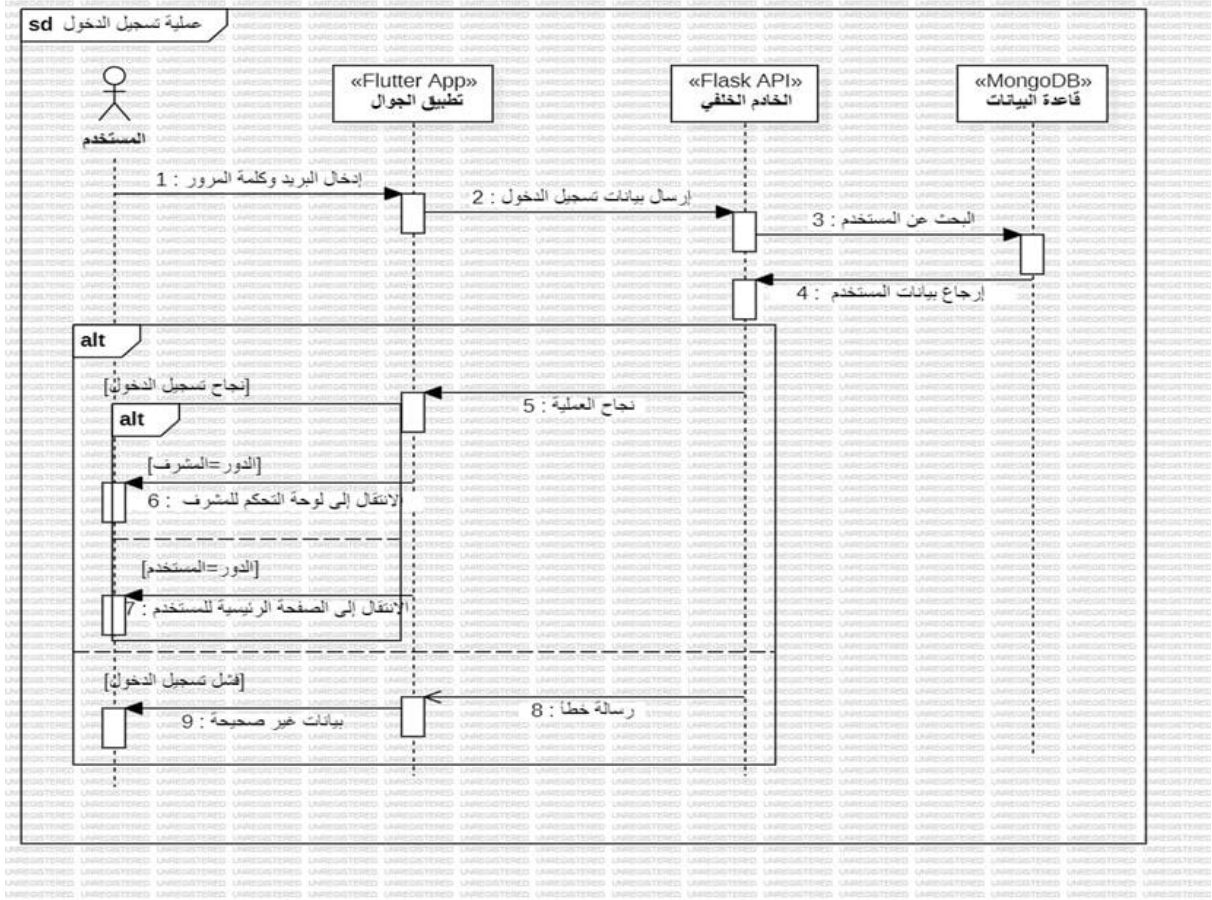 sd عملية تسجيل الدخول
«Flutter App»
تطبيق الجوال
«Flask API»
الخادم الخلفي
«MongoDB»
قاعدة البيانات
المستخدم
1 : إدخال البريد وكلمة المرور
2 : إرسال بيانات تسجيل الدخول
3 : البحث عن المستخدم
4 : إرجاع بيانات المستخدم
alt
[نجاح تسجيل الدخول]
5 : نجاح العملية
alt
[الدور=المشرف]
6 : الانتقال إلى لوحة التحكم للمشرف
[الدور=المستخدم]
7 : الانتقال إلى الصفحة الرئيسية للمستخدم
[فشل تسجيل الدخول]
8 : رسالة خطأ
9 : بيانات غير صحيحة
UNREGISTERED